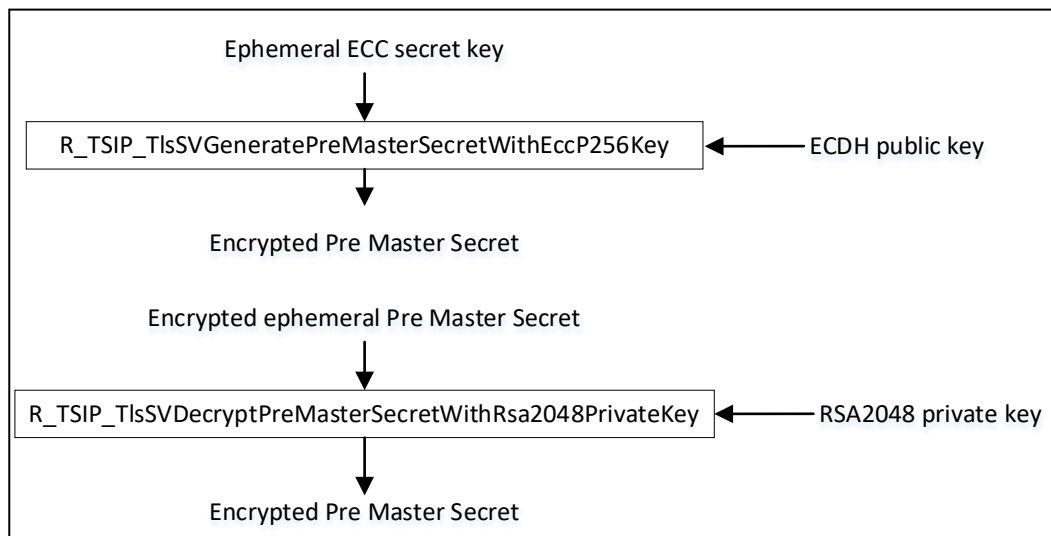 Ephemeral ECC secret key
R_TSIP_TlsSVGeneratePreMasterSecretWithEccP256Key
ECDH public key
Encrypted Pre Master Secret
Encrypted ephemeral Pre Master Secret
R_TSIP_TlsSVDecryptPreMasterSecretWithRsa2048PrivateKey
RSA2048 private key
Encrypted Pre Master Secret